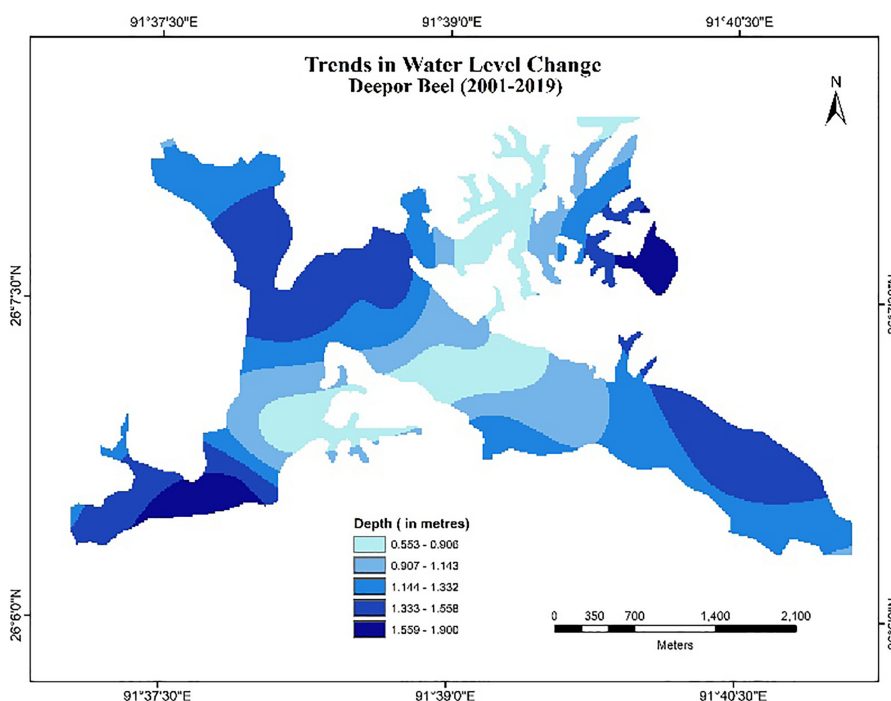 91°37'30"E 91°39'0"E 91°40'30"E
Trends in Water Level Change
Deepor Beel (2001-2019)
N
26°7'30"N
26°6'0"N
Depth ( in metres)
0.553 - 0.906
0.907 - 1.143
1.144 - 1.332
1.333 - 1.558
1.559 - 1.900
0 350 700 1,400 2,100
Meters
91°37'30"E 91°39'0"E 91°40'30"E